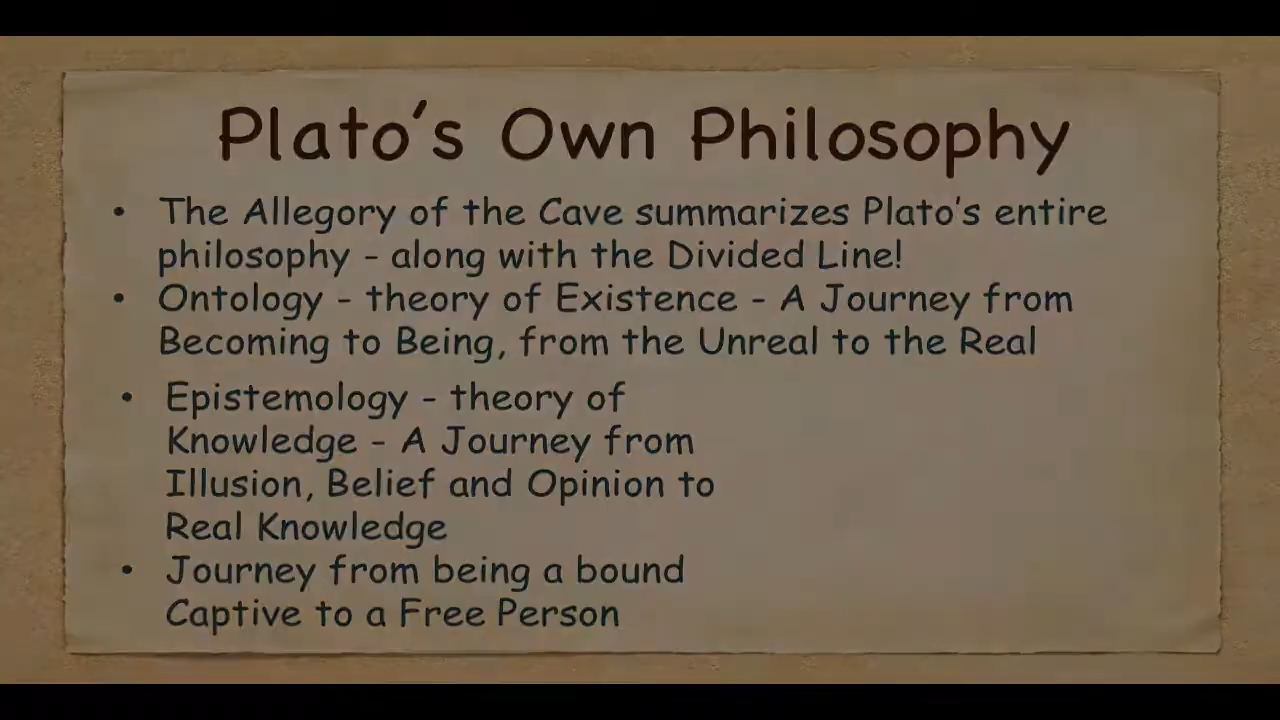 Plato's Own Philosophy
• The Allegory of the Cave summarizes Plato's entire
philosophy - along with the Divided Line!
• Ontology - theory of Existence - A Journey from
Becoming to Being, from the Unreal to the Real
• Epistemology - theory of
Knowledge - A Journey from
Illusion, Belief and Opinion to
Real Knowledge
• Journey from being a bound
Captive to a Free Person